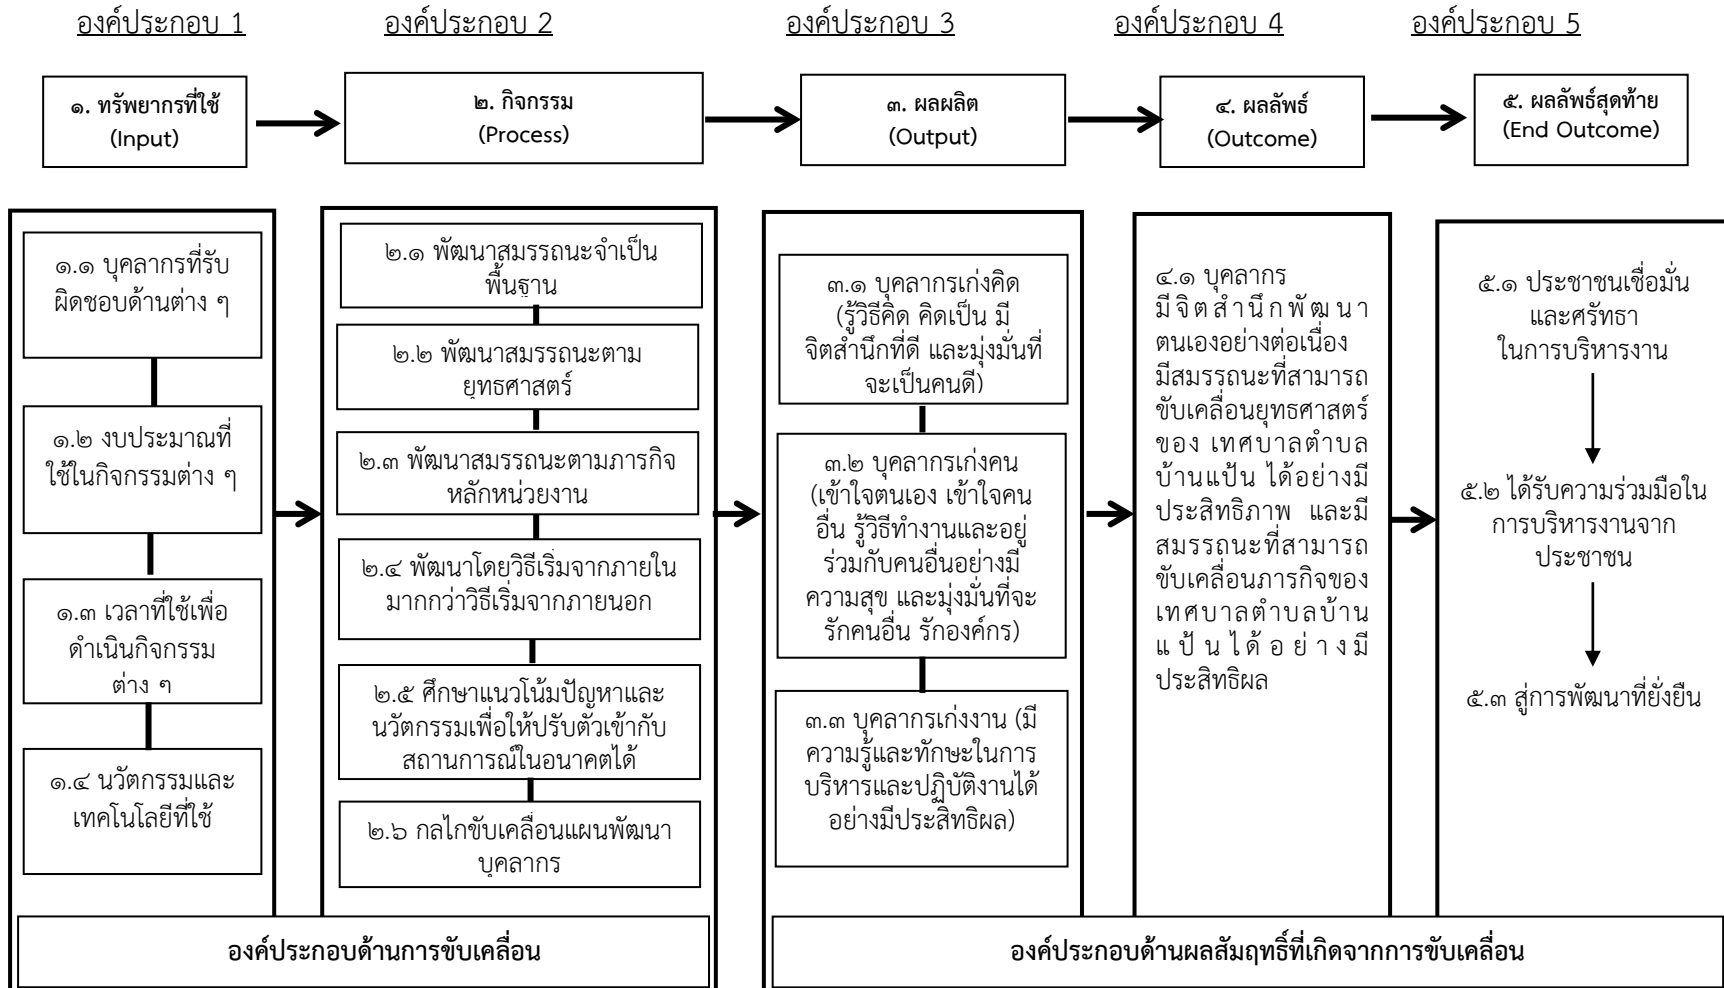 องค์ประกอบ 1
องค์ประกอบ 2
องค์ประกอบ 3
องค์ประกอบ 4
องค์ประกอบ 5
๑. ทรัพยากรที่ใช้
(Input)
๒. กิจกรรม
(Process)
๓. ผลผลิต
(Output)
๔. ผลลัพธ์
(Outcome)
๕. ผลลัพธ์สุดท้าย
(End Outcome)
๑.๑ บุคลากรที่รับ
ผิดชอบด้านต่าง ๆ
๑.๒ งบประมาณที่
ใช้ในกิจกรรมต่าง ๆ
๑.๓ เวลาที่ใช้เพื่อ
ดำเนินกิจกรรม
ต่าง ๆ
๑.๔ นวัตกรรมและ
เทคโนโลยีที่ใช้
๒.๑ พัฒนาสมรรถนะจำเป็น
พื้นฐาน
๒.๒ พัฒนาสมรรถนะตาม
ยุทธศาสตร์
๒.๓ พัฒนาสมรรถนะตามภารกิจ
หลักหน่วยงาน
๒.๔ พัฒนาโดยวิธีเริ่มจากภายใน
มากกว่าวิธีเริ่มจากภายนอก
๒.๕ ศึกษาแนวโน้มปัญหาและ
นวัตกรรมเพื่อให้ปรับตัวเข้ากับ
สถานการณ์ในอนาคตได้
๒.๖ กลไกขับเคลื่อนแผนพัฒนา
บุคลากร
๓.๑ บุคลากรเก่งคิด
(รู้วิธีคิด คิดเป็น มี
จิตสำนึกที่ดี และมุ่งมั่นที่
จะเป็นคนดี)
๓.๒ บุคลากรเก่งคน
(เข้าใจตนเอง เข้าใจคน
อื่น รู้วิธีทำงานและอยู่
ร่วมกับคนอื่นอย่างมี
ความสุข และมุ่งมั่นที่จะ
รักคนอื่น รักองค์กร)
๓.๓ บุคลากรเก่งงาน (มี
ความรู้และทักษะในการ
บริหารและปฏิบัติงานได้
อย่างมีประสิทธิผล)
๔.๑ บุคลากร
มีจิตสำนึกพัฒนา
ตนเองอย่างต่อเนื่อง
มีสมรรถนะที่สามารถ
ขับเคลื่อนยุทธศาสตร์
ของ เทศบาลตำบล
บ้านแป้น ได้อย่างมี
ประสิทธิภาพ และมี
สมรรถนะที่สามารถ
ขับเคลื่อนภารกิจของ
เทศบาลตำบลบ้าน
แป้นได้อย่างมี
ประสิทธิผล
๕.๑ ประชาชนเชื่อมั่น
และศรัทธา
ในการบริหารงาน
๕.๒ ได้รับความร่วมมือใน
การบริหารงานจาก
ประชาชน
๕.๓ สู่การพัฒนาที่ยั่งยืน
องค์ประกอบด้านการขับเคลื่อน
องค์ประกอบด้านผลสัมฤทธิ์ที่เกิดจากการขับเคลื่อน